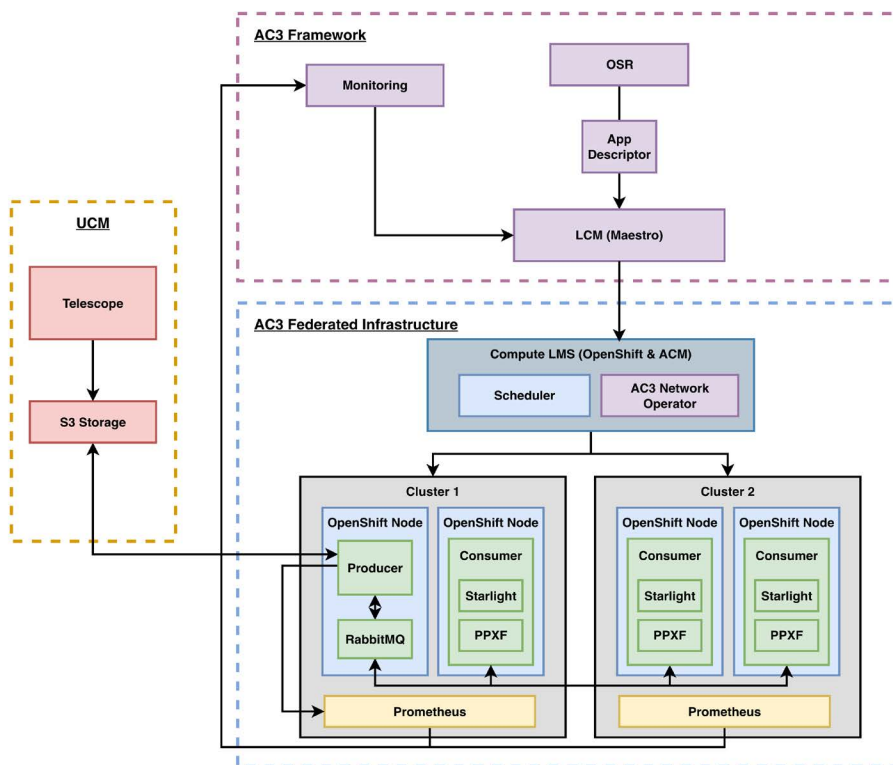 AC3 Framework
Monitoring
OSR
App
Descriptor
LCM (Maestro)
UCM
Telescope
S3 Storage
AC3 Federated Infrastructure
Compute LMS (OpenShift & ACM)
Scheduler
AC3 Network
Operator
Cluster 1
OpenShift Node
Producer
RabbitMQ
OpenShift Node
Consumer
Starlight
PPXF
Prometheus
Cluster 2
OpenShift Node
Consumer
Starlight
PPXF
OpenShift Node
Consumer
Starlight
PPXF
Prometheus